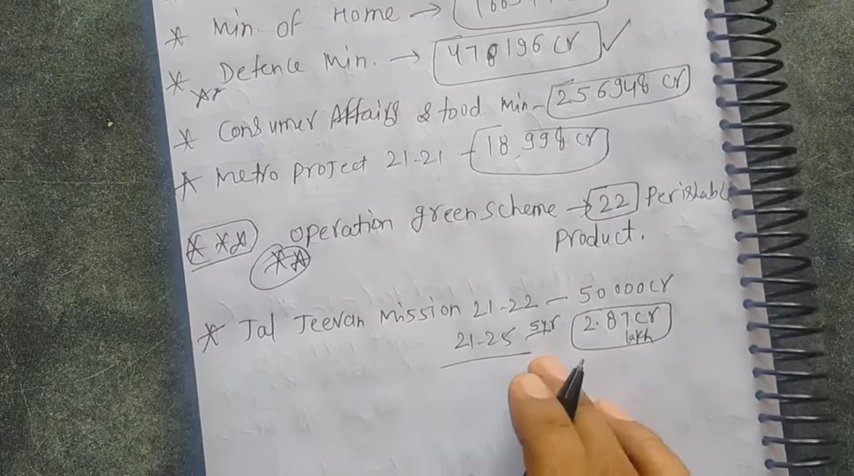 * Min. of Home →
* Defence Min. → 478196 Cr ✓
* Consumer Affairs & food min - 256948 Cr
* Metro Project 21-21 → 18,998 Cr
*** operation green scheme → 22 Perishable
** Product.
* Jal Jeevan Mission 21-22 - 50000Cr
21-25 5yr 2.87 Cr
lakh